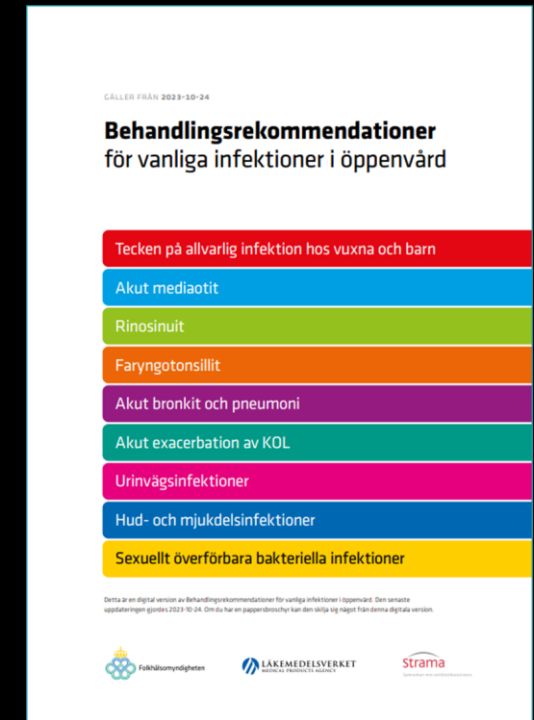 GÄLLER FRÅN 2023-10-24
Behandlingsrekommendationer
för vanliga infektioner i öppenvård
Tecken på allvarlig infektion hos vuxna och barn
Akut mediaotit
Rinosinuit
Faryngotonsillit
Akut bronkit och pneumoni
Akut exacerbation av KOL
Urinvägsinfektioner
Hud- och mjukdelsinfektioner
Sexuellt överförbara bakteriella infektioner
Detta är en digital version av Behandlingsrekommendationer för vanliga infektioner i öppenvård. Den senaste
uppdateringen gjordes 2023-10-24. Om du har en pappersbroschyr kan den skilja sig något från denna digitala version.
Folkhälsomyndigheten
LÄKEMEDELSVERKET
MEDICAL PRODUCTS AGENCY
strama